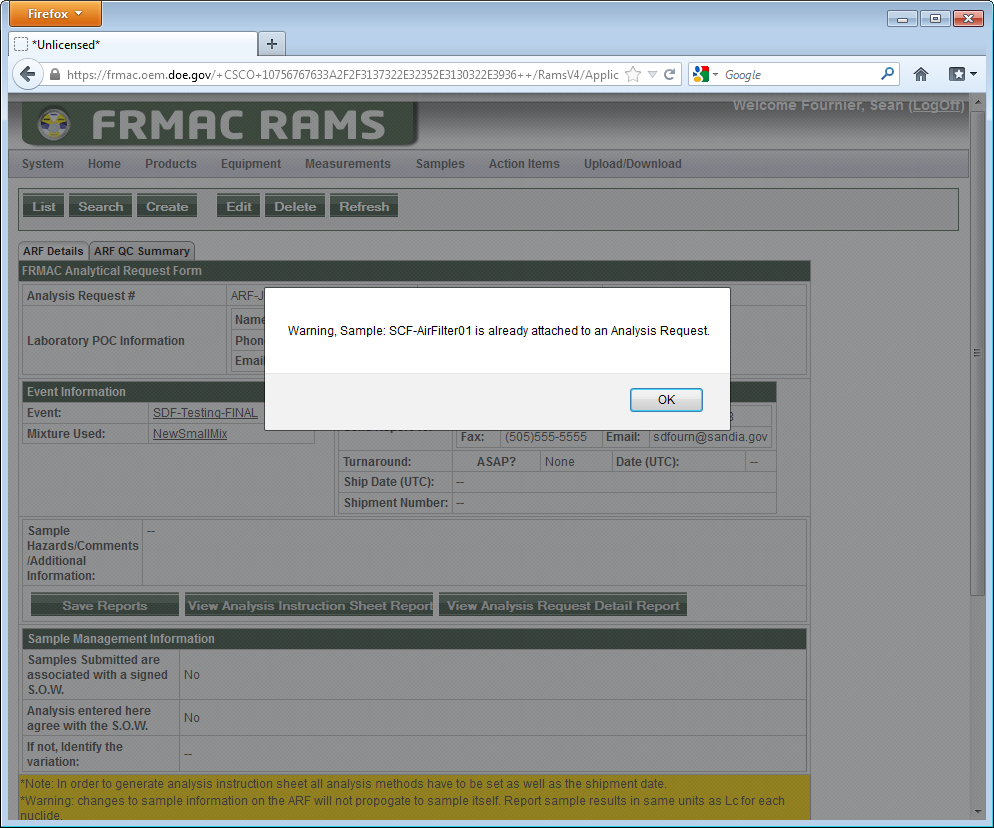 Firefox
*Unlicensed*
https://frmac.oem.doe.gov/+CSCO+10756767633A2F2F3137322E32352E3130322E3936++/RamsV4/Applic
Google
FRMAC RAMS
Welcome Fournier, Sean (LogOff)
System Home Products Equipment Measurements Samples Action Items Upload/Download
List Search Create Edit Delete Refresh
ARF Details ARF QC Summary
FRMAC Analytical Request Form
Analysis Request # ARF-J
Laboratory POC Information
Name
Phon
Email
Warning, Sample: SCF-AirFilter01 is already attached to an Analysis Request.
OK
Event Information
Event: SDF-Testing-FINAL
Mixture Used: NewSmallMix
Fax: (505)555-5555 Email: sdfourn@sandia.gov
Turnaround: ASAP? None Date (UTC): --
Ship Date (UTC): --
Shipment Number: --
Sample --
Hazards/Comments
/Additional
Information:
Save Reports View Analysis Instruction Sheet Report View Analysis Request Detail Report
Sample Management Information
Samples Submitted are
associated with a signed No
S.O.W.
Analysis entered here
agree with the S.O.W. No
If not, Identify the
variation: --
*Note: In order to generate analysis instruction sheet all analysis methods have to be set as well as the shipment date.
*Warning: changes to sample information on the ARF will not propogate to sample itself. Report sample results in same units as Lc for each
nuclide.